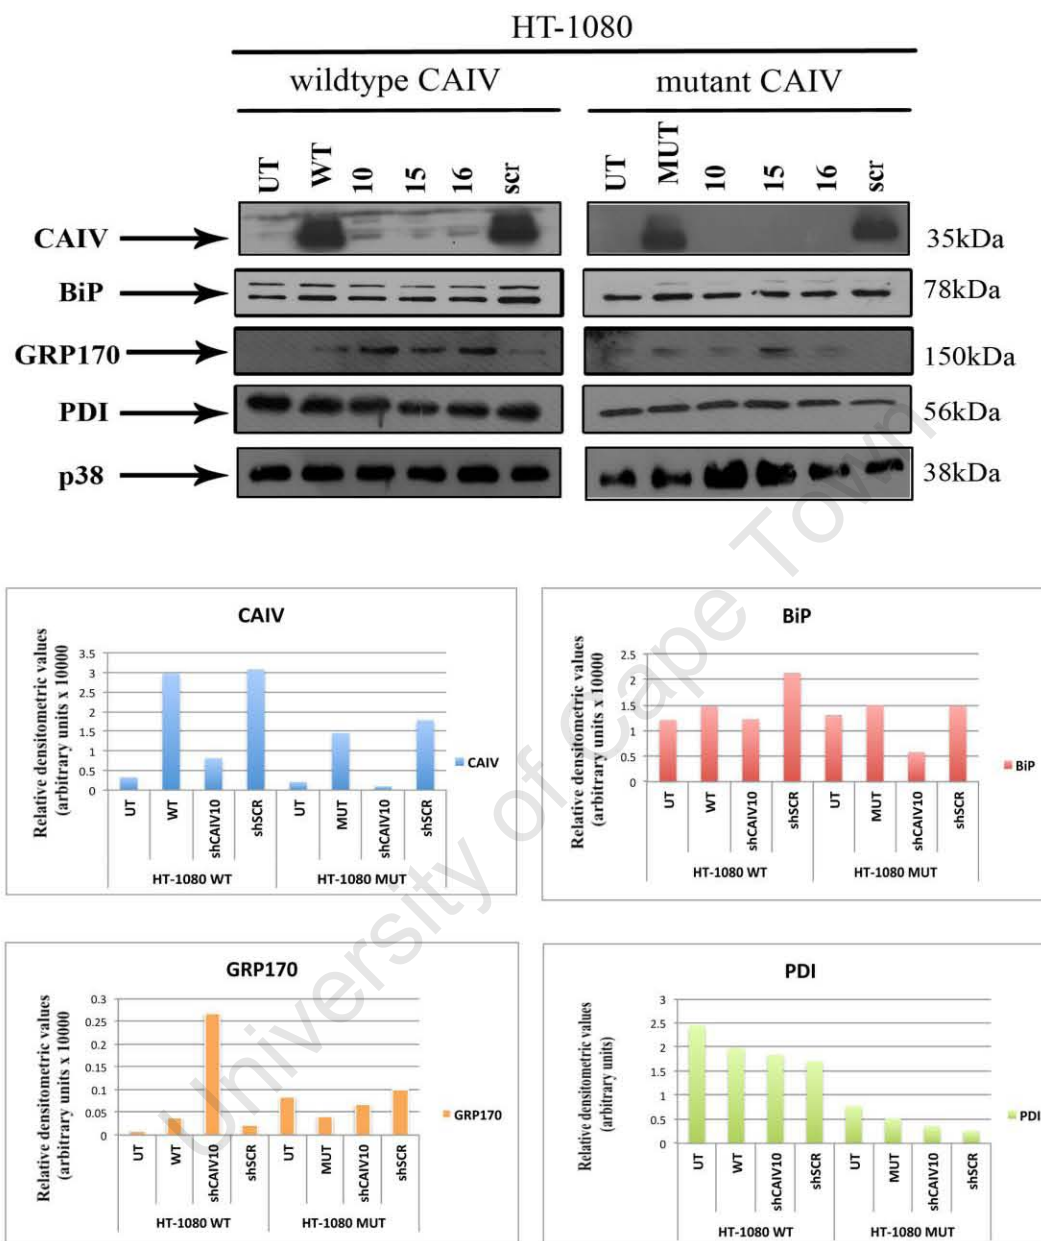 HT-1080
wildtype CAIV mutant CAIV
UT WT 10 15 16 scr UT MUT 10 15 16 scr
CAIV 35kDa
BiP 78kDa
GRP170 150kDa
PDI 56kDa
p38 38kDa
University of Cape Town
CAIV
Relative densitometric values
(arbitrary units x 10000
3.5
3
2.5
2
1.5
1
0.5
0
UT WT shCAIV10 shSCR UT MUT shCAIV10 shSCR
HT-1080 WT HT-1080 MUT
CAIV
BiP
Relative densitometric values
(arbitrary units x 10000
2.5
2
1.5
1
0.5
0
UT WT shCAIV10 shSCR UT MUT shCAIV10 shSCR
HT-1080 WT HT-1080 MUT
BiP
GRP170
Relative densitometric values
(arbitrary units x 10000
0.3
0.25
0.2
0.15
0.1
0.05
0
UT WT shCAIV10 shSCR UT MUT shCAIV10 shSCR
HT-1080 WT HT-1080 MUT
GRP170
PDI
Relative densitometric values
(arbitrary units)
3
2.5
2
1.5
1
0.5
0
UT WT shCAIV10 shSCR UT MUT shCAIV10 shSCR
HT-1080 WT HT-1080 MUT
PDI